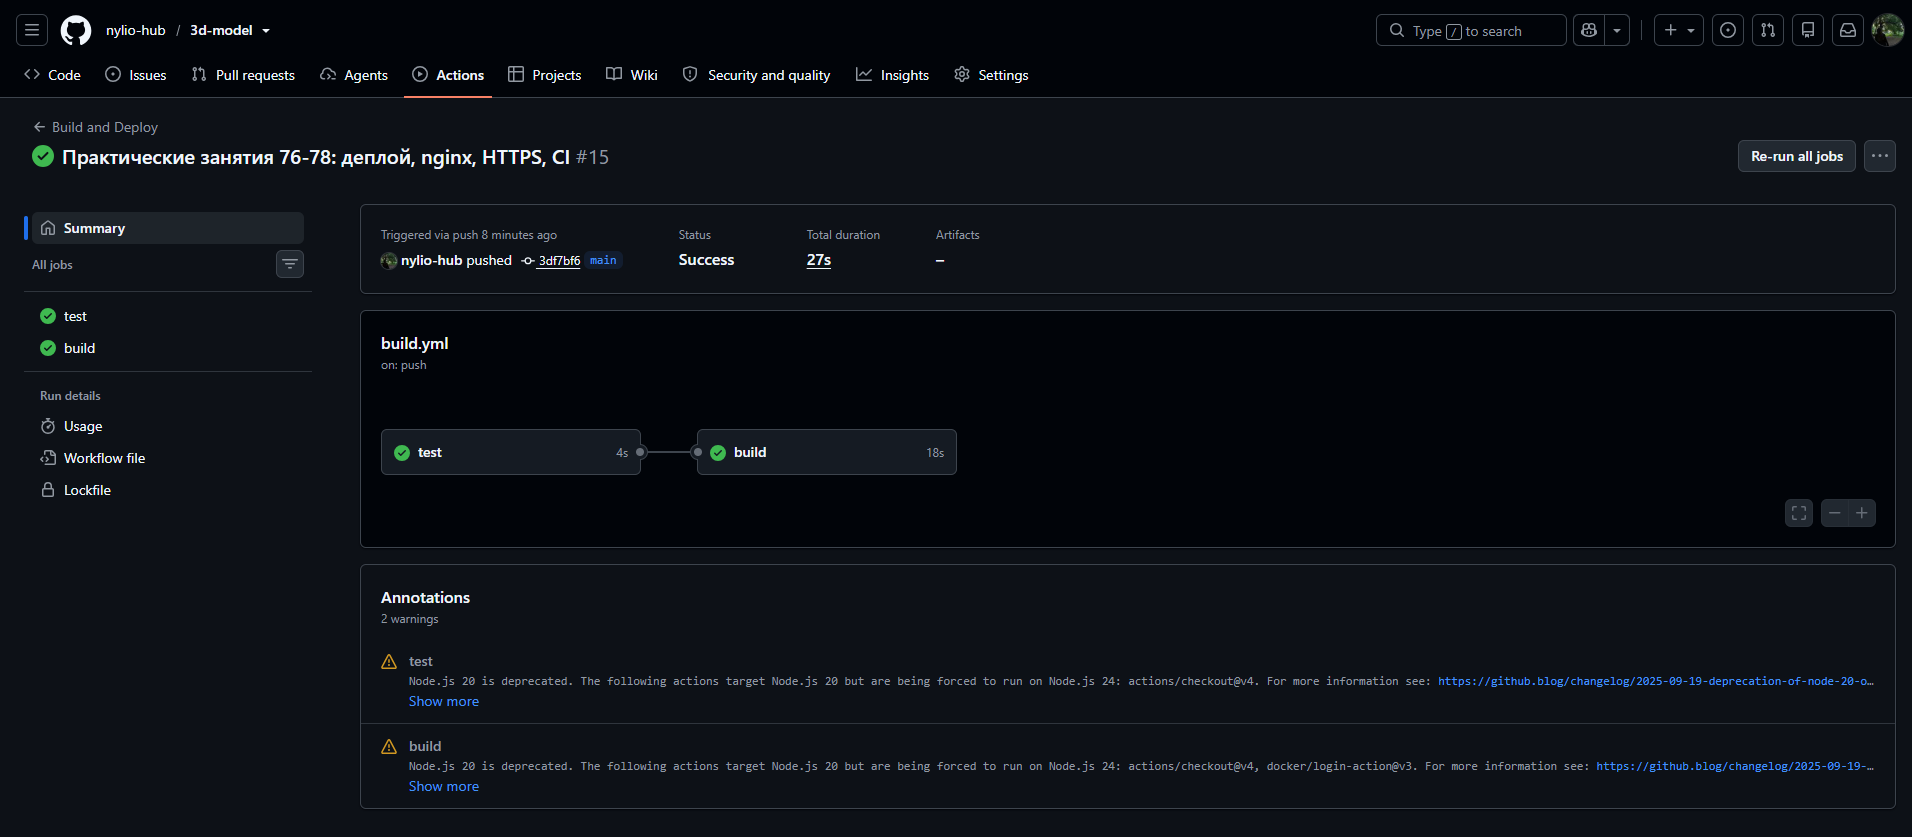 nylio-hub / 3d-model
Type / to search
Code
Issues
Pull requests
Agents
Actions
Projects
Wiki
Security and quality
Insights
Settings
Build and Deploy
Практические занятия 76-78: деплой, nginx, HTTPS, CI #15
Re-run all jobs
Summary
All jobs
test
build
Run details
Usage
Workflow file
Lockfile
Triggered via push 8 minutes ago
nylio-hub pushed 3df7bf6 main
Status
Success
Total duration
27s
Artifacts
–
build.yml
on: push
test 4s
build 18s
Annotations
2 warnings
test
Node.js 20 is deprecated. The following actions target Node.js 20 but are being forced to run on Node.js 24: actions/checkout@v4. For more information see: https://github.blog/changelog/2025-09-19-deprecation-of-node-20-o…
Show more
build
Node.js 20 is deprecated. The following actions target Node.js 20 but are being forced to run on Node.js 24: actions/checkout@v4, docker/login-action@v3. For more information see: https://github.blog/changelog/2025-09-19-…
Show more